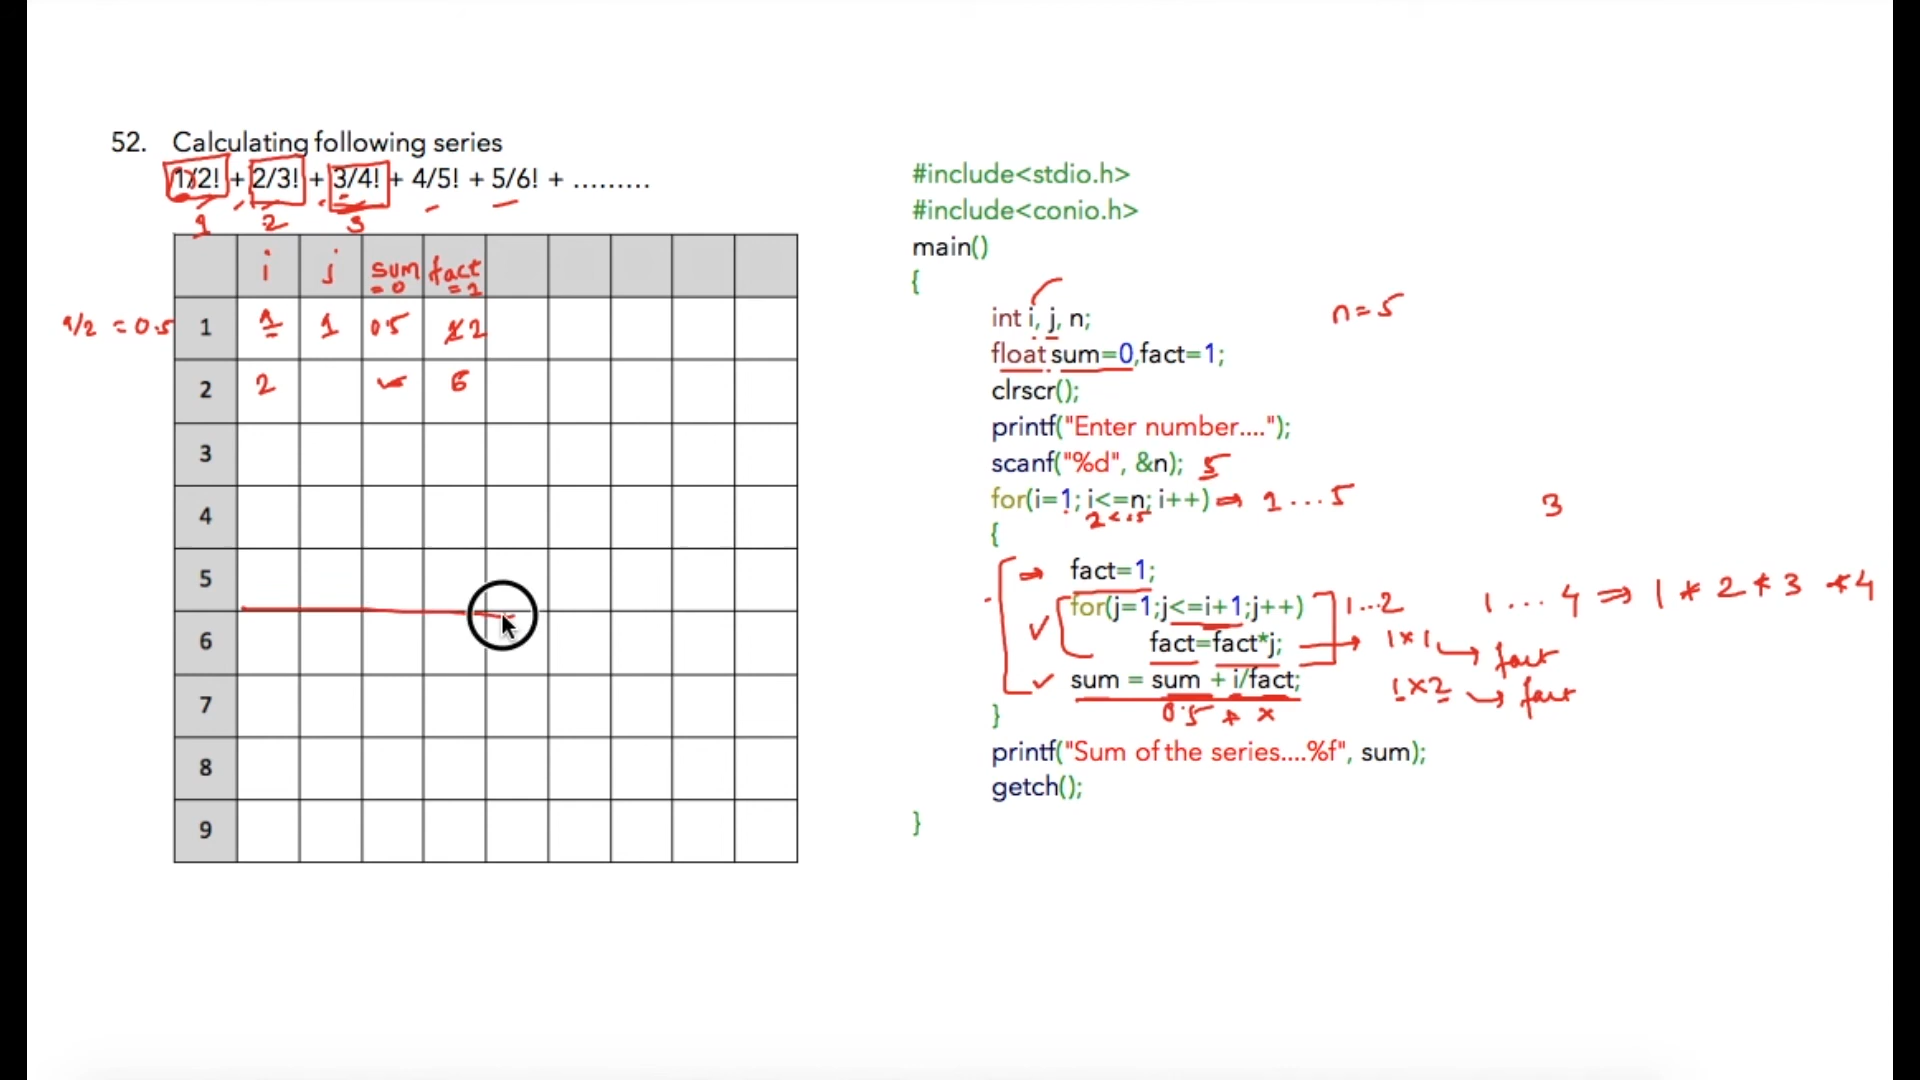 52. Calculating following series
1/2! + 2/3! + 3/4! + 4/5! + 5/6! + .........
1 2 3
i j sum fact
= 0 = 1
1/2 = 0.5 1 1 1 0.5 1 2
2 2 6
3
4
5
6
7
8
9
#include<stdio.h>
#include<conio.h>
main()
{
int i, j, n; n = 5
float sum=0,fact=1;
clrscr();
printf("Enter number....");
scanf("%d", &n); 5
for(i=1; i<=n; i++) ⇒ 1 ... 5 3
2 <= 5
{
⇒ fact=1;
for(j=1;j<=i+1;j++) 1...2 1 ... 4 ⇒ 1 * 2 * 3 * 4
fact=fact*j; → 1×1 → fact
sum = sum + i/fact; 1×2 → fact
0.5 + x
}
printf("Sum of the series....%f", sum);
getch();
}